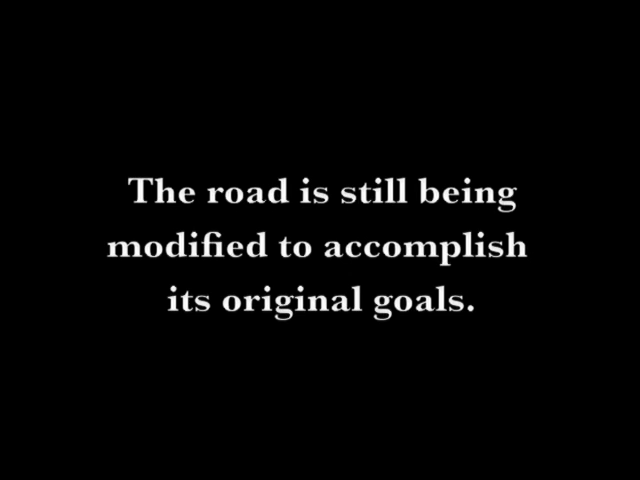 The road is still being
modified to accomplish
its original goals.